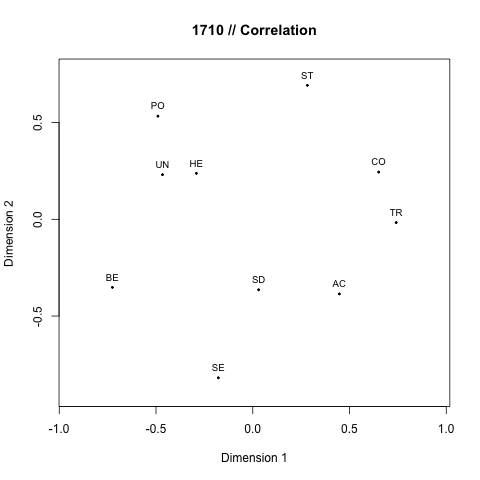 1710 // Correlation
ST
PO
UN
HE
CO
TR
BE
SD
AC
SE
0.5
0.0
-0.5
Dimension 2
-1.0 -0.5 0.0 0.5 1.0
Dimension 1